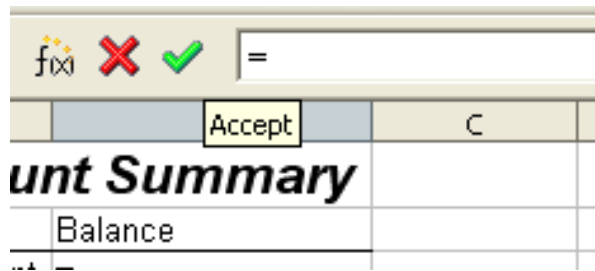 f(x) =
Accept
C
unt Summary
Balance
=